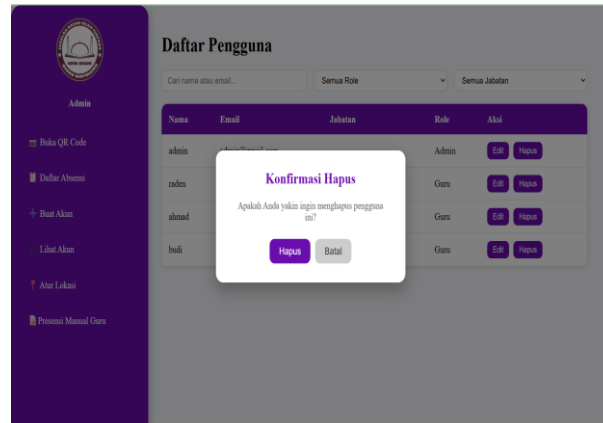 Admin
Buka QR Code
Daftar Absensi
Buat Akun
Lihat Akun
Atur Lokasi
Presensi Manual Guru
Daftar Pengguna
Cari nama atau email...
Semua Role
Semua Jabatan
Nama Email Jabatan Role Aksi
admin Admin Edit Hapus
raden Guru Edit Hapus
ahmad Guru Edit Hapus
budi Guru Edit Hapus
Konfirmasi Hapus
Apakah Anda yakin ingin menghapus pengguna
ini?
Hapus Batal